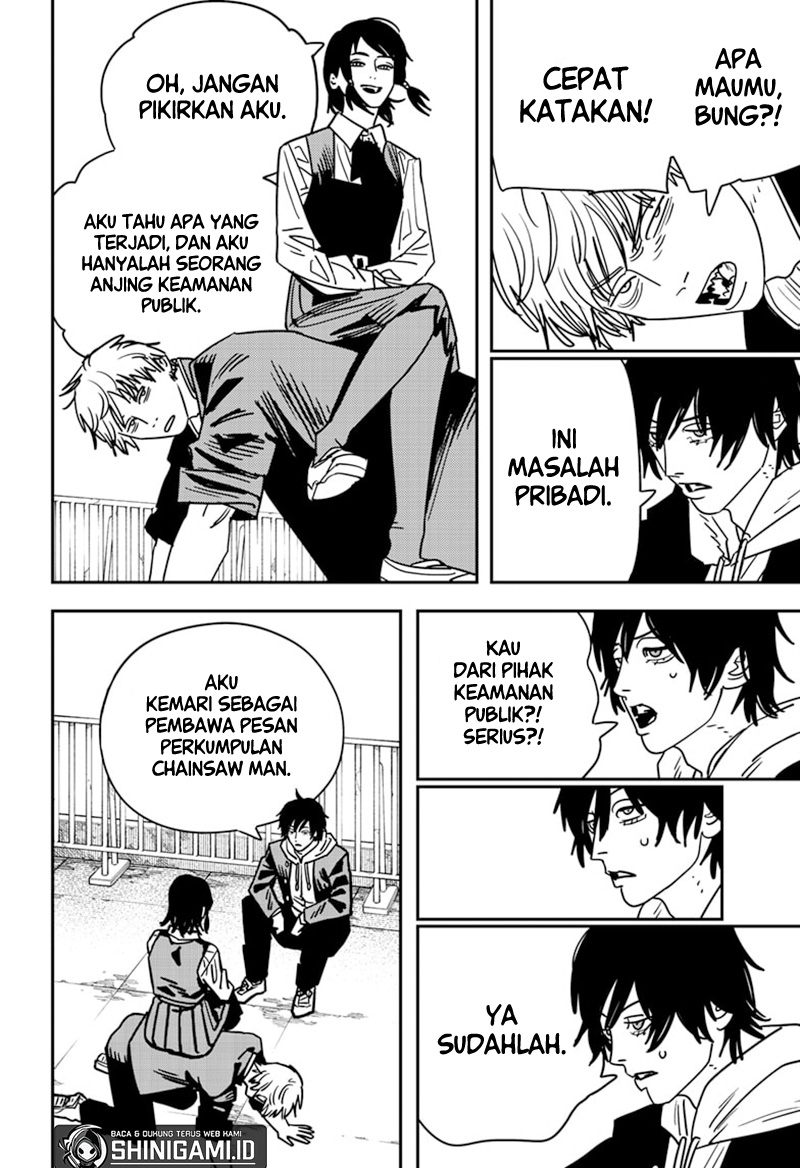 APA
MAUMU,
BUNG?!
CEPAT
KATAKAN!
INI
MASALAH
PRIBADI.
OH, JANGAN
PIKIRKAN AKU.
AKU TAHU APA YANG
TERJADI, DAN AKU
HANYALAH SEORANG
ANJING KEAMANAN
PUBLIK.
KAU
DARI PIHAK
KEAMANAN
PUBLIK?!
SERIUS?!
YA
SUDAHLAH.
AKU
KEMARI SEBAGAI
PEMBAWA PESAN
PERKUMPULAN
CHAINSAW MAN.
BACA & DUKUNG TERUS WEB KAMI
SHINIGAMI.ID